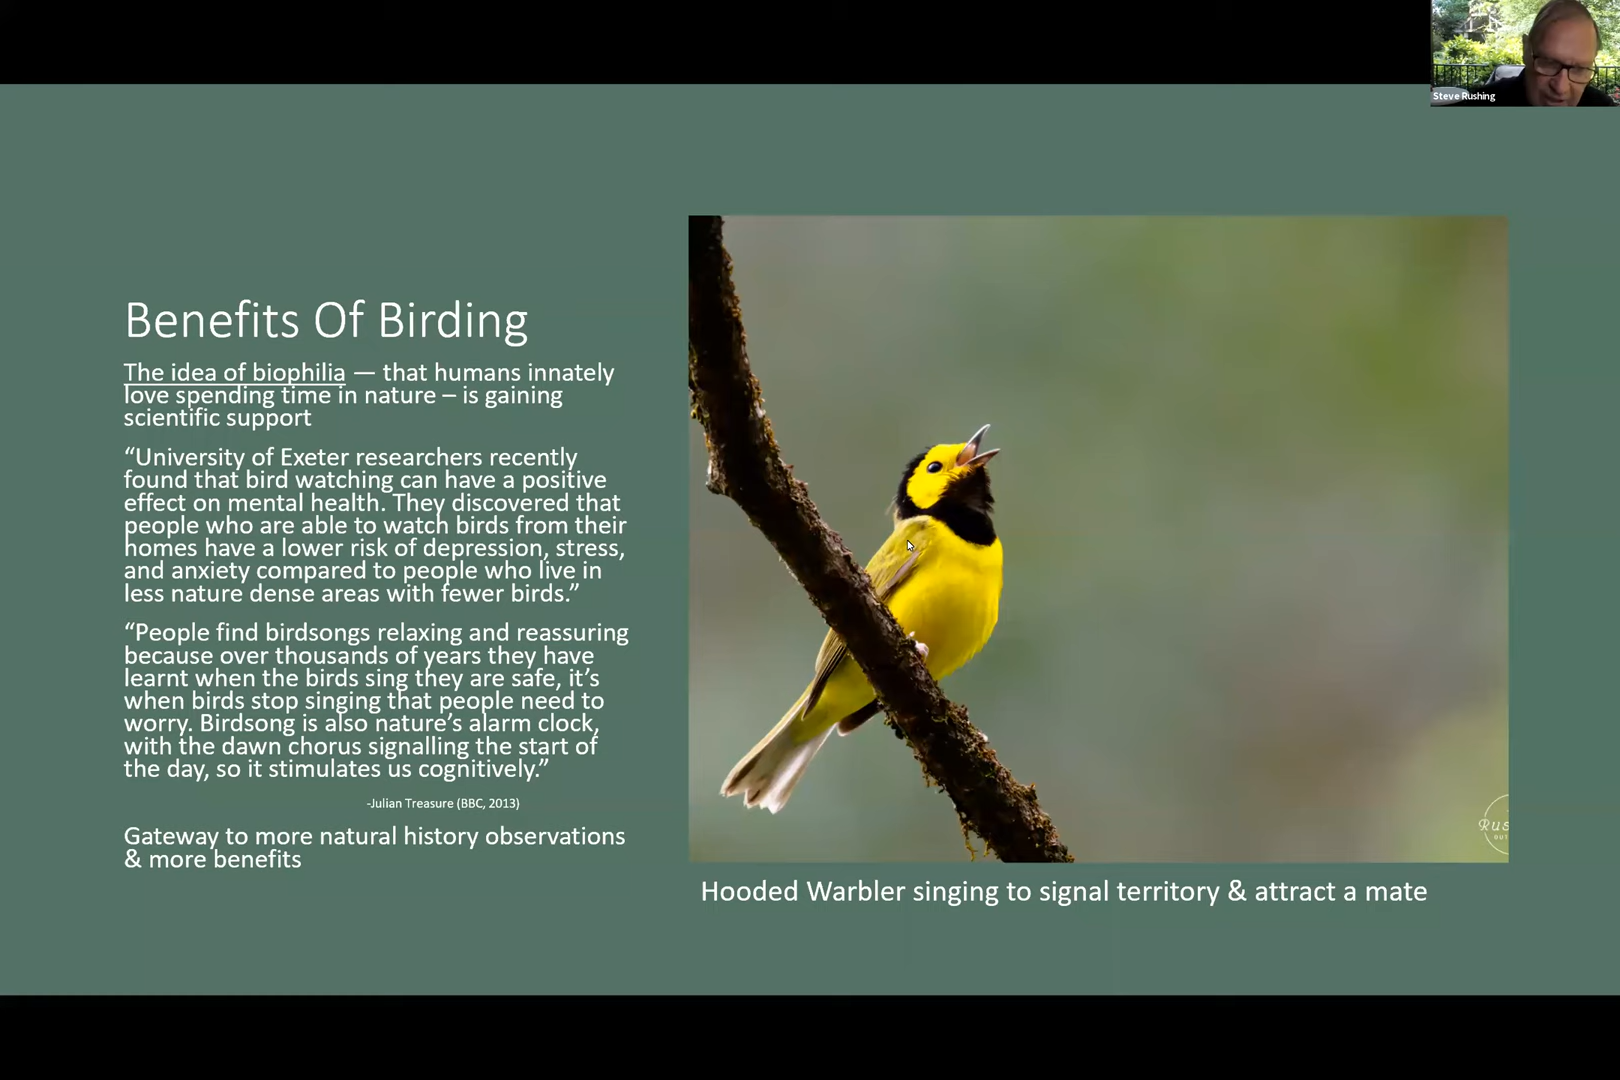 Steve Rushing
Benefits Of Birding
The idea of biophilia — that humans innately
love spending time in nature – is gaining
scientific support
“University of Exeter researchers recently
found that bird watching can have a positive
effect on mental health. They discovered that
people who are able to watch birds from their
homes have a lower risk of depression, stress,
and anxiety compared to people who live in
less nature dense areas with fewer birds.”
“People find birdsongs relaxing and reassuring
because over thousands of years they have
learnt when the birds sing they are safe, it’s
when birds stop singing that people need to
worry. Birdsong is also nature’s alarm clock,
with the dawn chorus signalling the start of
the day, so it stimulates us cognitively.”
-Julian Treasure (BBC, 2013)
Gateway to more natural history observations
& more benefits
Hooded Warbler singing to signal territory & attract a mate